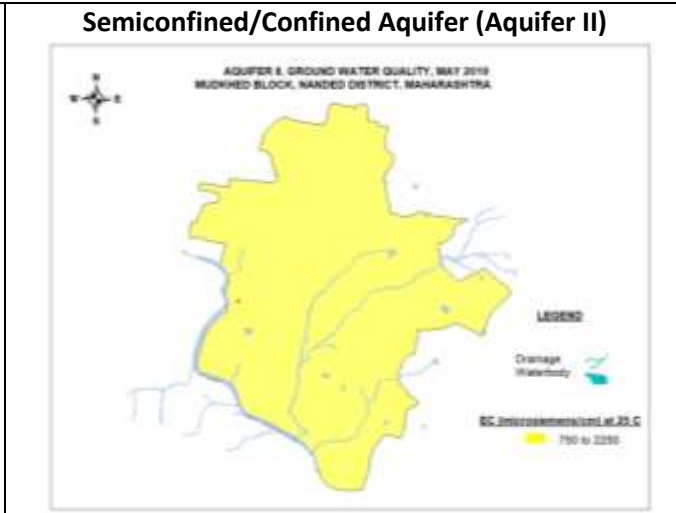 Semiconfined/Confined Aquifer (Aquifer II)
AQUIFER II, GROUND WATER QUALITY, MAY 2019
MUDKHED BLOCK, NANDED DISTRICT, MAHARASHTRA
N
W E
S
LEGEND
Drainage
Waterbody
EC (microsiemens/cm) at 25 C
750 to 2250